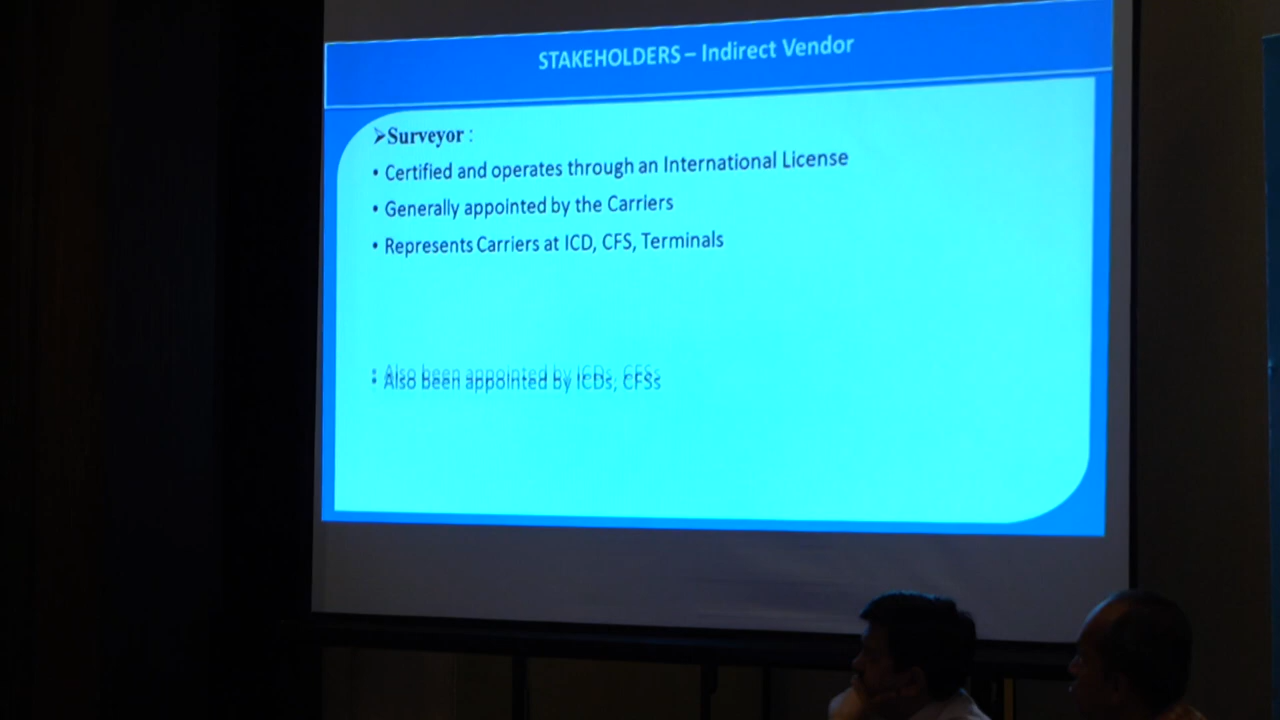 STAKEHOLDERS – Indirect Vendor
➢Surveyor :
• Certified and operates through an International License
• Generally appointed by the Carriers
• Represents Carriers at ICD, CFS, Terminals
• Also been appointed by ICDs, CFSs